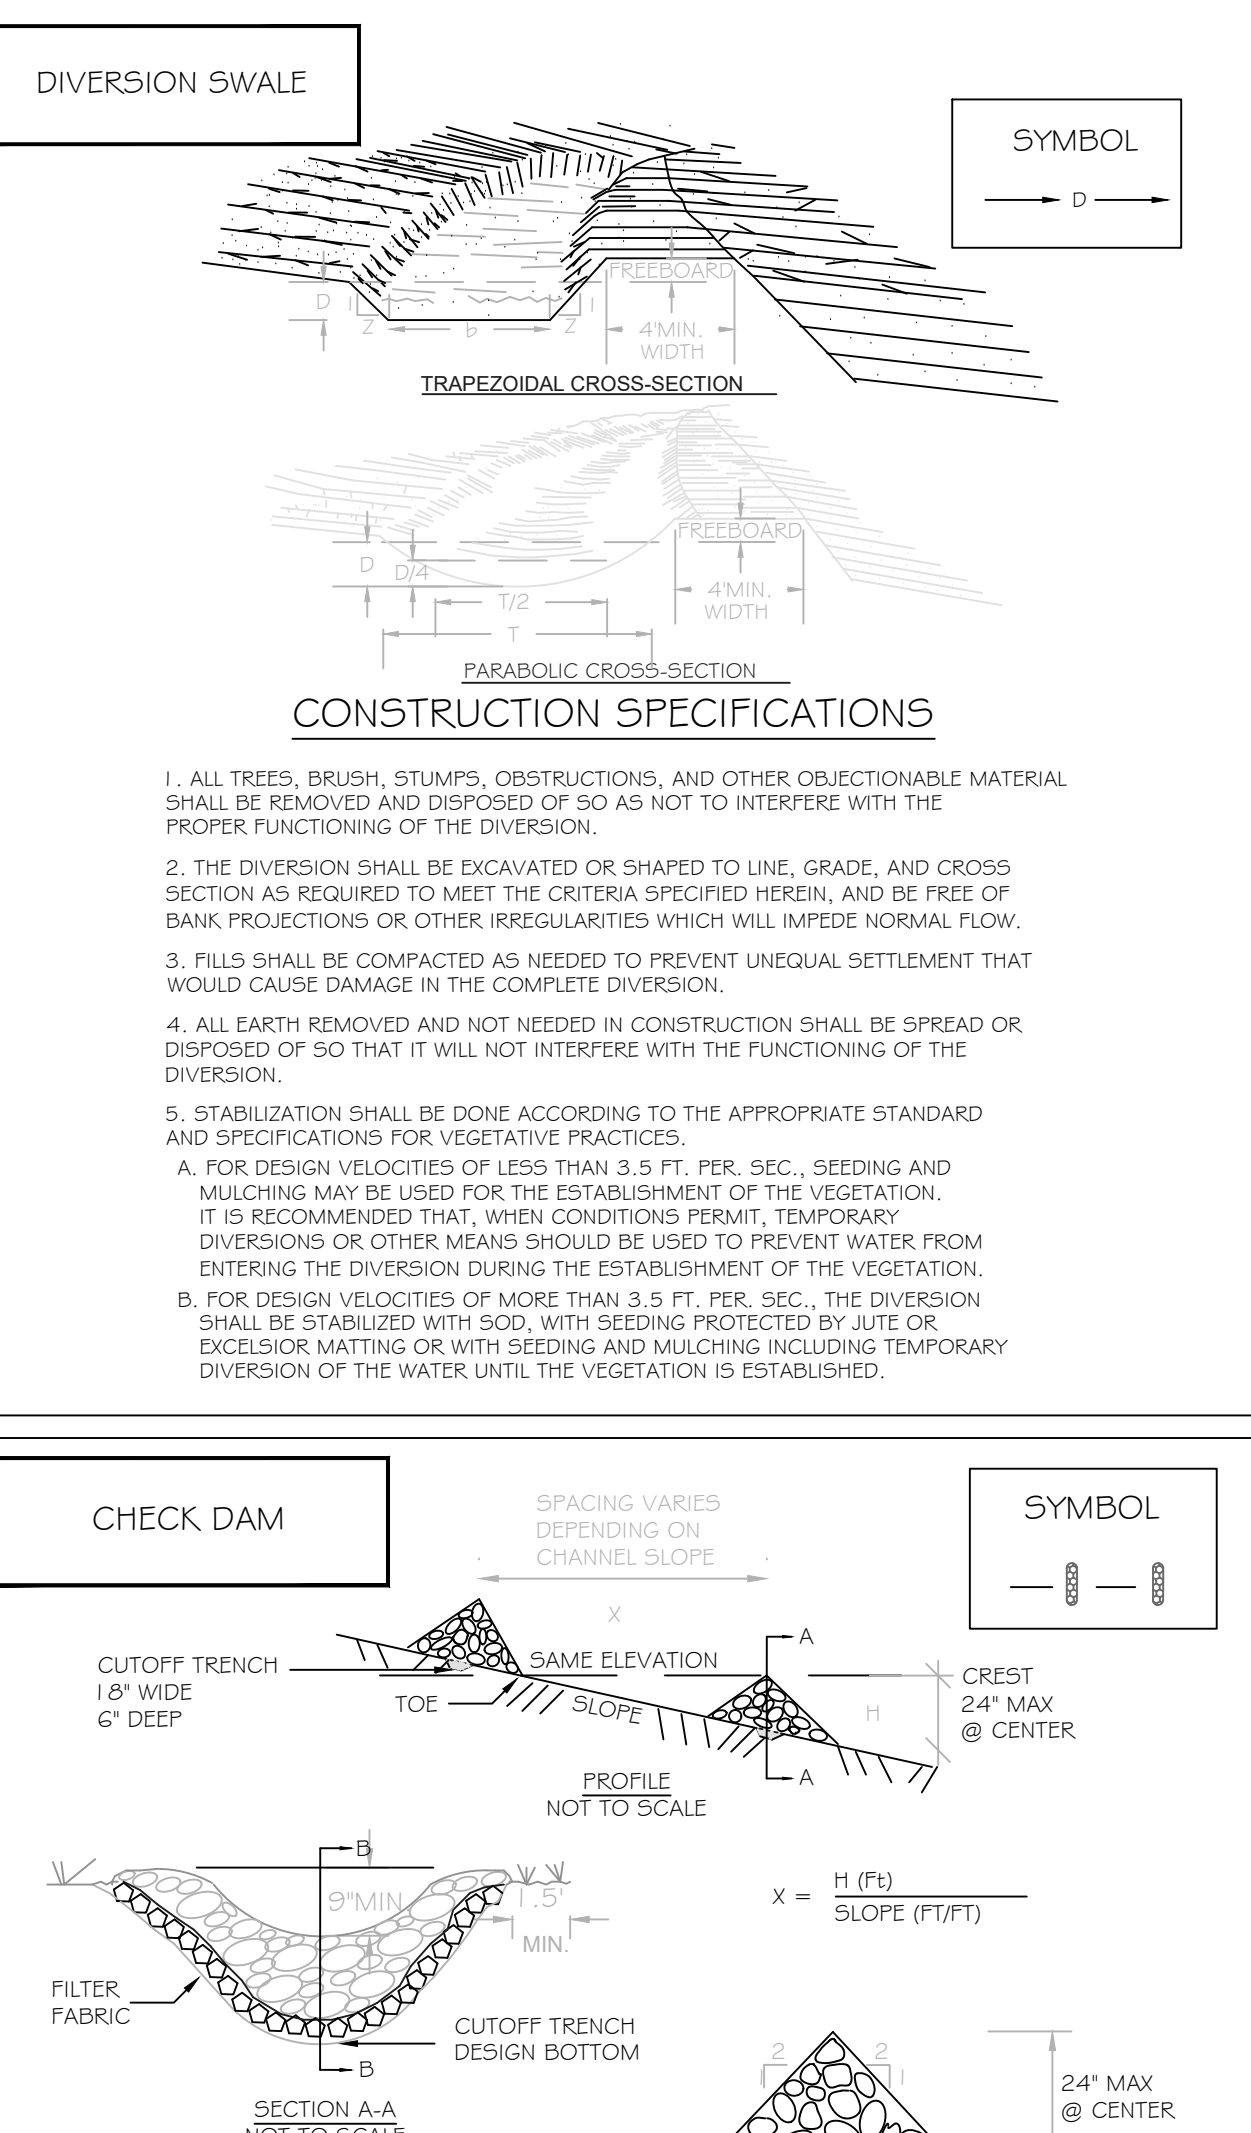 DIVERSION SWALE
SYMBOL
D
FREEBOARD
D
1
1
Z
b
Z
4'MIN.
WIDTH
TRAPEZOIDAL CROSS-SECTION
FREEBOARD
D
D/4
T/2
T
4'MIN.
WIDTH
PARABOLIC CROSS-SECTION
CONSTRUCTION SPECIFICATIONS
1. ALL TREES, BRUSH, STUMPS, OBSTRUCTIONS, AND OTHER OBJECTIONABLE MATERIAL
SHALL BE REMOVED AND DISPOSED OF SO AS NOT TO INTERFERE WITH THE
PROPER FUNCTIONING OF THE DIVERSION.
2. THE DIVERSION SHALL BE EXCAVATED OR SHAPED TO LINE, GRADE, AND CROSS
SECTION AS REQUIRED TO MEET THE CRITERIA SPECIFIED HEREIN, AND BE FREE OF
BANK PROJECTIONS OR OTHER IRREGULARITIES WHICH WILL IMPEDE NORMAL FLOW.
3. FILLS SHALL BE COMPACTED AS NEEDED TO PREVENT UNEQUAL SETTLEMENT THAT
WOULD CAUSE DAMAGE IN THE COMPLETE DIVERSION.
4. ALL EARTH REMOVED AND NOT NEEDED IN CONSTRUCTION SHALL BE SPREAD OR
DISPOSED OF SO THAT IT WILL NOT INTERFERE WITH THE FUNCTIONING OF THE
DIVERSION.
5. STABILIZATION SHALL BE DONE ACCORDING TO THE APPROPRIATE STANDARD
AND SPECIFICATIONS FOR VEGETATIVE PRACTICES.
A. FOR DESIGN VELOCITIES OF LESS THAN 3.5 FT. PER. SEC., SEEDING AND
MULCHING MAY BE USED FOR THE ESTABLISHMENT OF THE VEGETATION.
IT IS RECOMMENDED THAT, WHEN CONDITIONS PERMIT, TEMPORARY
DIVERSIONS OR OTHER MEANS SHOULD BE USED TO PREVENT WATER FROM
ENTERING THE DIVERSION DURING THE ESTABLISHMENT OF THE VEGETATION.
B. FOR DESIGN VELOCITIES OF MORE THAN 3.5 FT. PER. SEC., THE DIVERSION
SHALL BE STABILIZED WITH SOD, WITH SEEDING PROTECTED BY JUTE OR
EXCELSIOR MATTING OR WITH SEEDING AND MULCHING INCLUDING TEMPORARY
DIVERSION OF THE WATER UNTIL THE VEGETATION IS ESTABLISHED.
CHECK DAM
SYMBOL
SPACING VARIES
DEPENDING ON
CHANNEL SLOPE
X
A
SAME ELEVATION
CUTOFF TRENCH
18" WIDE
6" DEEP
TOE
SLOPE
H
CREST
24" MAX
@ CENTER
A
PROFILE
NOT TO SCALE
B
9"MIN.
1.5'
MIN.
X =
H (Ft)
SLOPE (FT/FT)
FILTER
FABRIC
CUTOFF TRENCH
DESIGN BOTTOM
B
SECTION A-A
NOT TO SCALE
2
2
1
1
24" MAX
@ CENTER